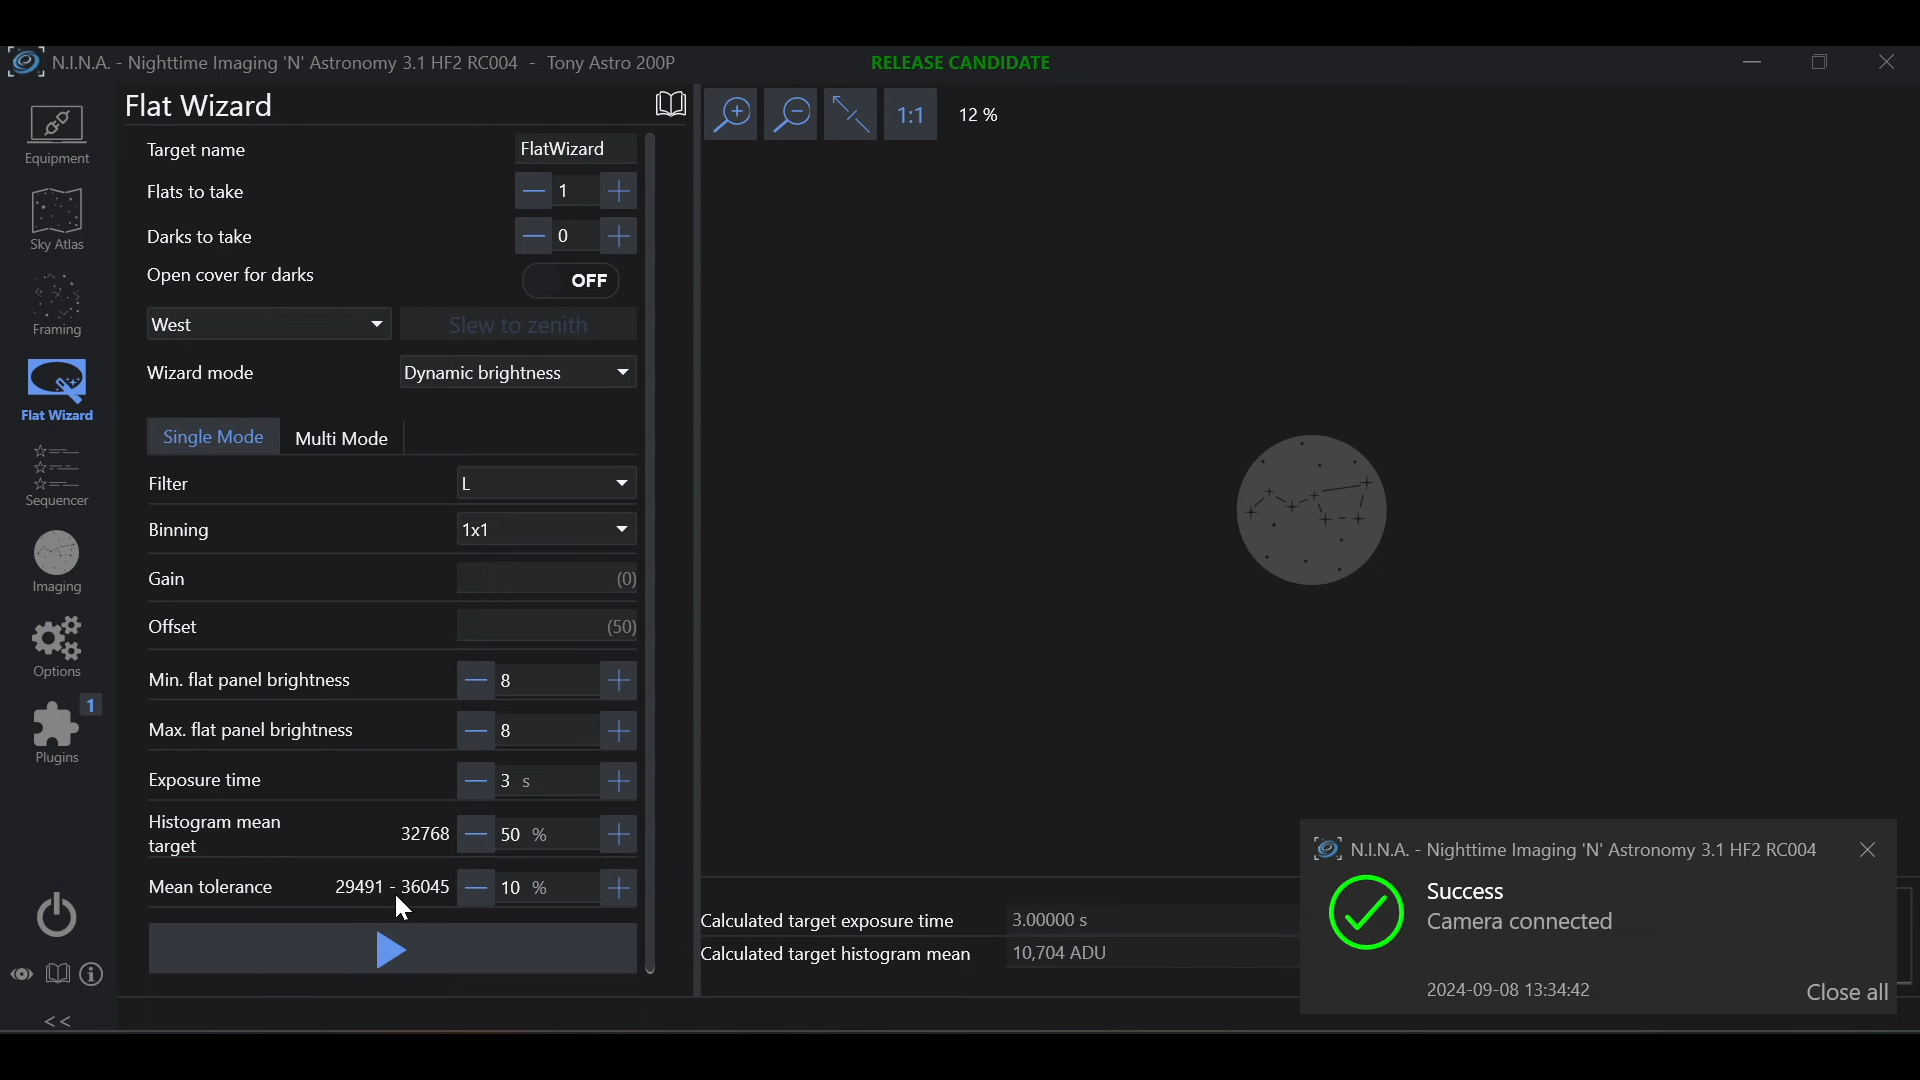 N.I.N.A. - Nighttime Imaging 'N' Astronomy 3.1 HF2 RC004 - Tony Astro 200P
RELEASE CANDIDATE
Equipment
Sky Atlas
Framing
Flat Wizard
Sequencer
Imaging
Options
1
Plugins
<<
Flat Wizard
Target name FlatWizard
Flats to take 1
Darks to take 0
Open cover for darks OFF
West Slew to zenith
Wizard mode Dynamic brightness
Single Mode Multi Mode
Filter L
Binning 1x1
Gain (0)
Offset (50)
Min. flat panel brightness 8
Max. flat panel brightness 8
Exposure time 3 s
Histogram mean
target 32768 50 %
Mean tolerance 29491 - 36045 10 %
1:1 12 %
Calculated target exposure time 3.00000 s
Calculated target histogram mean 10,704 ADU
N.I.N.A. - Nighttime Imaging 'N' Astronomy 3.1 HF2 RC004
Success
Camera connected
2024-09-08 13:34:42
Close all